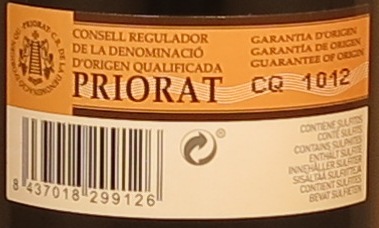 PRIORAT
CONSELL REGULADOR
DE LA DENOMINACIÓ
D'ORIGEN QUALIFICADA
PRIORAT
GARANTIA D'ORIGEN
GARANTÍA DE ORIGEN
GUARANTEE OF ORIGIN
CQ 1012
8 437018 299126
CONTIENE SULFITOS
CONTÉ SULFITS
CONTAINS SULPHITES
ENTHÄLT SULFITE
INNEHÅLLER SULFITER
SISÄLTÄÄ SULFIITTEJA
CONTIENT SULFITES
BEVAT SULFIETEN